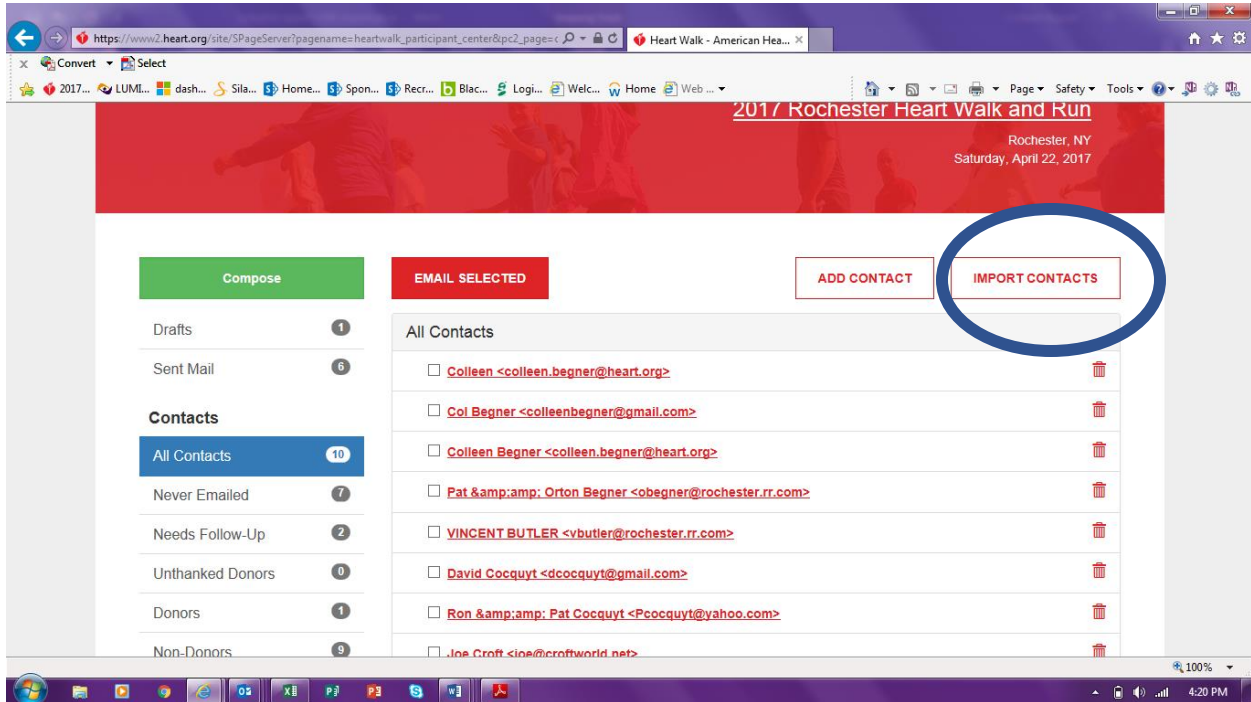 https://www2.heart.org/site/SPageServer?pagename=heartwalk_participant_center&pc2_page=c
Heart Walk - American Hea... ×
x Convert Select
2017... LUMI... dash... Sila... Home... Spon... Recr... Blac... Logi... Welc... Home Web ...
Page Safety Tools
2017 Rochester Heart Walk and Run
Rochester, NY
Saturday, April 22, 2017
Compose
EMAIL SELECTED
ADD CONTACT
IMPORT CONTACTS
Drafts 1
Sent Mail 6
Contacts
All Contacts 10
Never Emailed 7
Needs Follow-Up 2
Unthanked Donors 0
Donors 1
Non-Donors 9
All Contacts
Colleen <colleen.begner@heart.org>
Col Begner <colleenbegner@gmail.com>
Colleen Begner <colleen.begner@heart.org>
Pat &amp;amp; Orton Begner <obegner@rochester.rr.com>
VINCENT BUTLER <vbutler@rochester.rr.com>
David Cocquyt <dcocquyt@gmail.com>
Ron &amp;amp; Pat Cocquyt <Pcocquyt@yahoo.com>
Joe Croft <joe@croftworld.net>
100%
4:20 PM